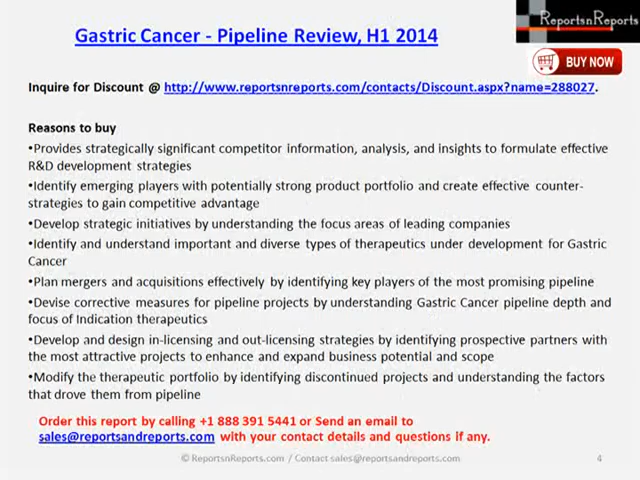 Gastric Cancer - Pipeline Review, H1 2014
ReportsnReports
BUY NOW
Inquire for Discount @ http://www.reportsnreports.com/contacts/Discount.aspx?name=288027.
Reasons to buy
•Provides strategically significant competitor information, analysis, and insights to formulate effective
R&D development strategies
•Identify emerging players with potentially strong product portfolio and create effective counter-
strategies to gain competitive advantage
•Develop strategic initiatives by understanding the focus areas of leading companies
•Identify and understand important and diverse types of therapeutics under development for Gastric
Cancer
•Plan mergers and acquisitions effectively by identifying key players of the most promising pipeline
•Devise corrective measures for pipeline projects by understanding Gastric Cancer pipeline depth and
focus of Indication therapeutics
•Develop and design in-licensing and out-licensing strategies by identifying prospective partners with
the most attractive projects to enhance and expand business potential and scope
•Modify the therapeutic portfolio by identifying discontinued projects and understanding the factors
that drove them from pipeline
Order this report by calling +1 888 391 5441 or Send an email to
sales@reportsandreports.com with your contact details and questions if any.
© ReportsnReports.com / Contact sales@reportsandreports.com
4